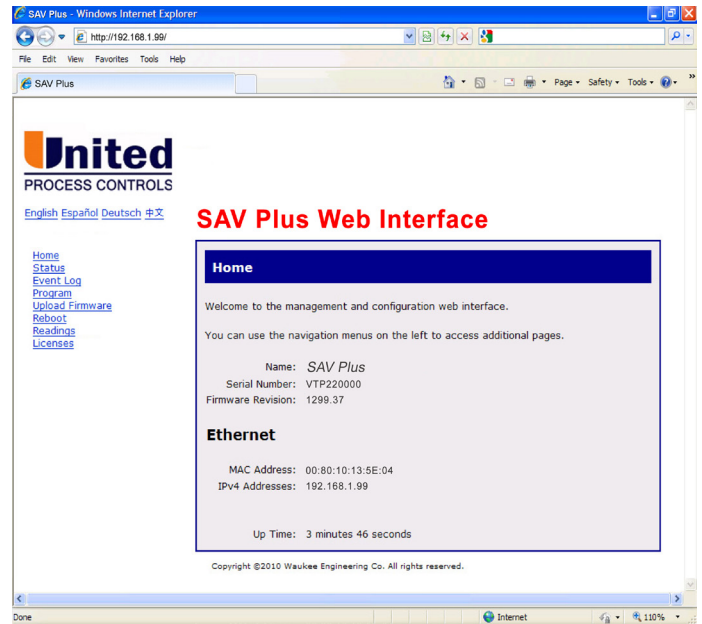 SAV Plus - Windows Internet Explorer
http://192.168.1.99/
File Edit View Favorites Tools Help
SAV Plus
Page Safety Tools
United
PROCESS CONTROLS
English Español Deutsch 中文
SAV Plus Web Interface
Home
Status
Event Log
Program
Upload Firmware
Reboot
Readings
Licenses
Home
Welcome to the management and configuration web interface.
You can use the navigation menus on the left to access additional pages.
Name: SAV Plus
Serial Number: VTP220000
Firmware Revision: 1299.37
Ethernet
MAC Address: 00:80:10:13:5E:04
IPv4 Addresses: 192.168.1.99
Up Time: 3 minutes 46 seconds
Copyright ©2010 Waukee Engineering Co. All rights reserved.
Done Internet 110%